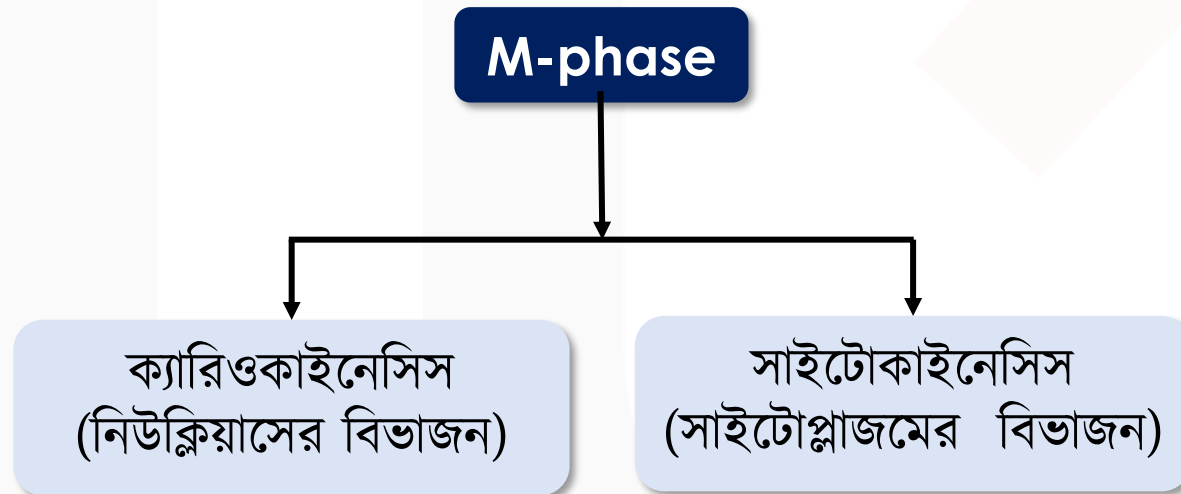 M-phase
ক্যারিওকাইনেসিস
(নিউক্লিয়াসের বিভাজন)
সাইটোকাইনেসিস
(সাইটোপ্লাজমের বিভাজন)